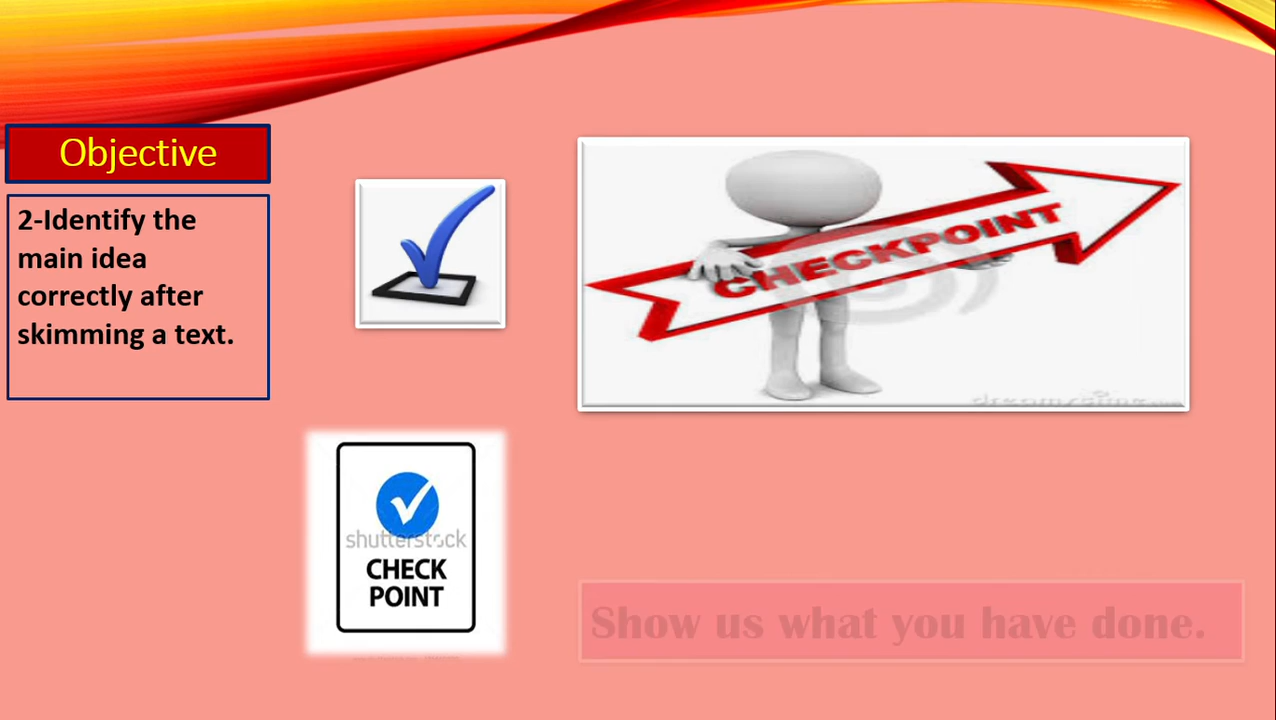 Objective
2-Identify the
main idea
correctly after
skimming a text.
CHECKPOINT
shutterstock
CHECK
POINT
Show us what you have done.